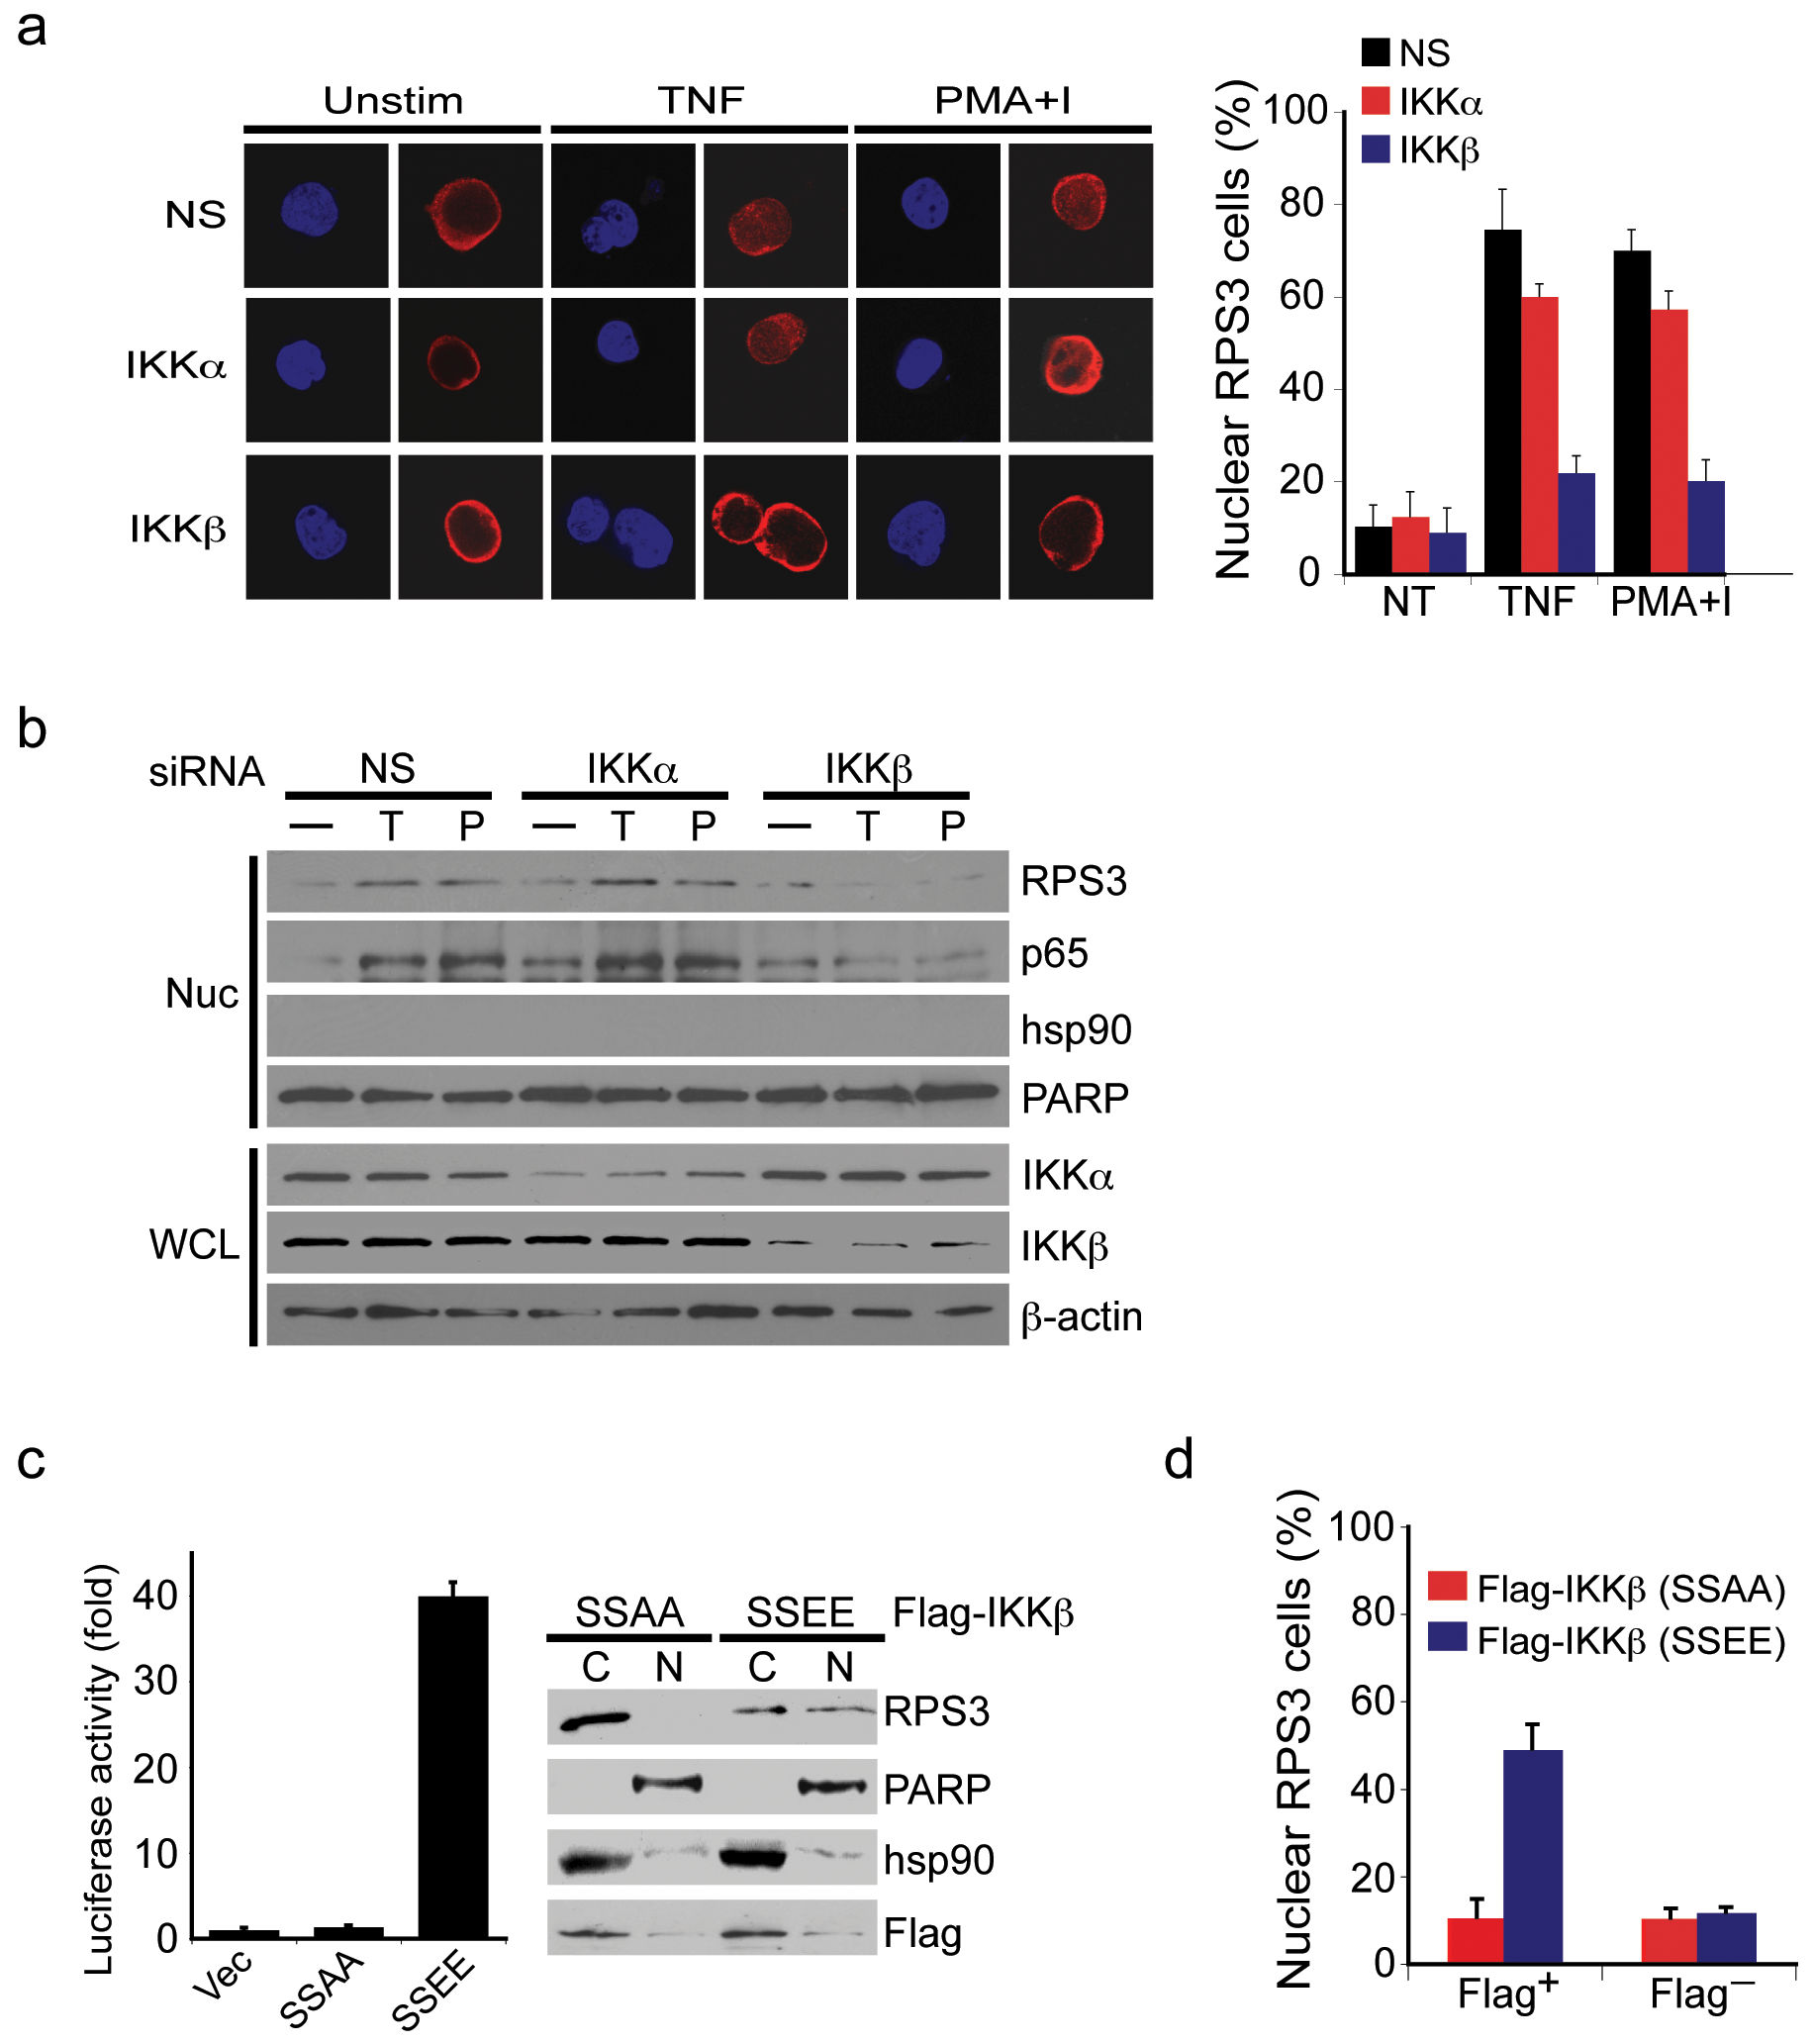 a
Unstim TNF PMA+I
NS
IKKα
IKKβ
NS
IKKα
IKKβ
Nuclear RPS3 cells (%)
100
80
60
40
20
0
NT TNF PMA+I
b
siRNA NS IKKα IKKβ
— T P — T P — T P
Nuc
RPS3
p65
hsp90
PARP
WCL
IKKα
IKKβ
β-actin
c
Luciferase activity (fold)
40
30
20
10
0
Vec SSAA SSEE
SSAA SSEE Flag-IKKβ
C N C N
RPS3
PARP
hsp90
Flag
d
Nuclear RPS3 cells (%)
100
80
60
40
20
0
Flag-IKKβ (SSAA)
Flag-IKKβ (SSEE)
Flag⁺ Flag⁻